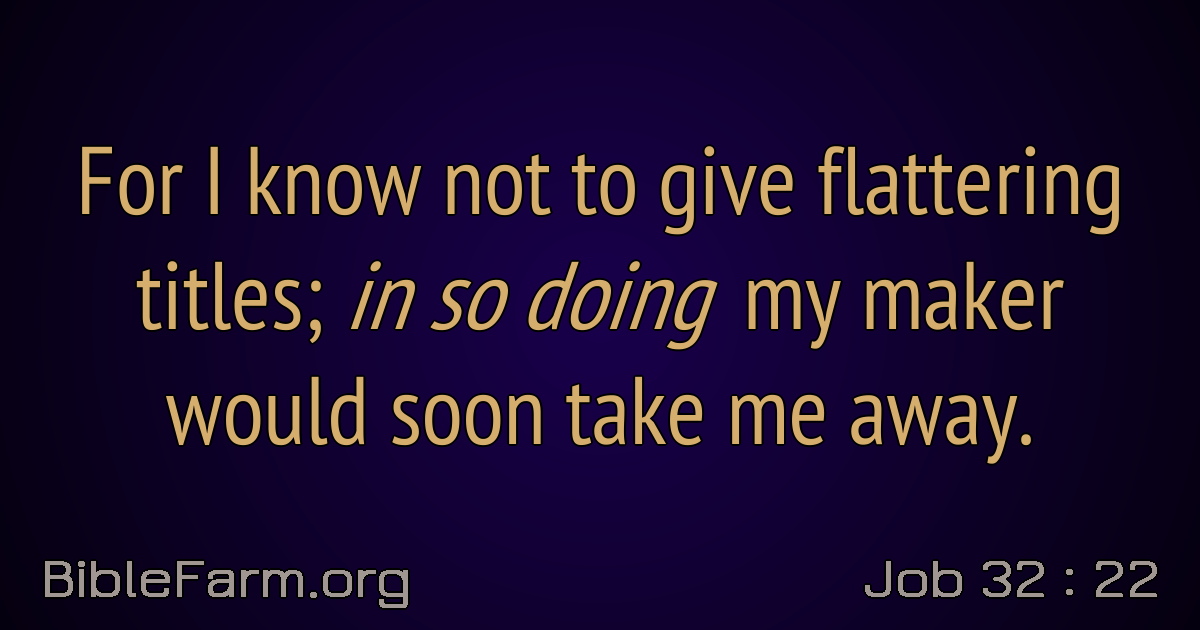 For I know not to give flattering
titles; in so doing my maker
would soon take me away.
BibleFarm.org
Job 32 : 22